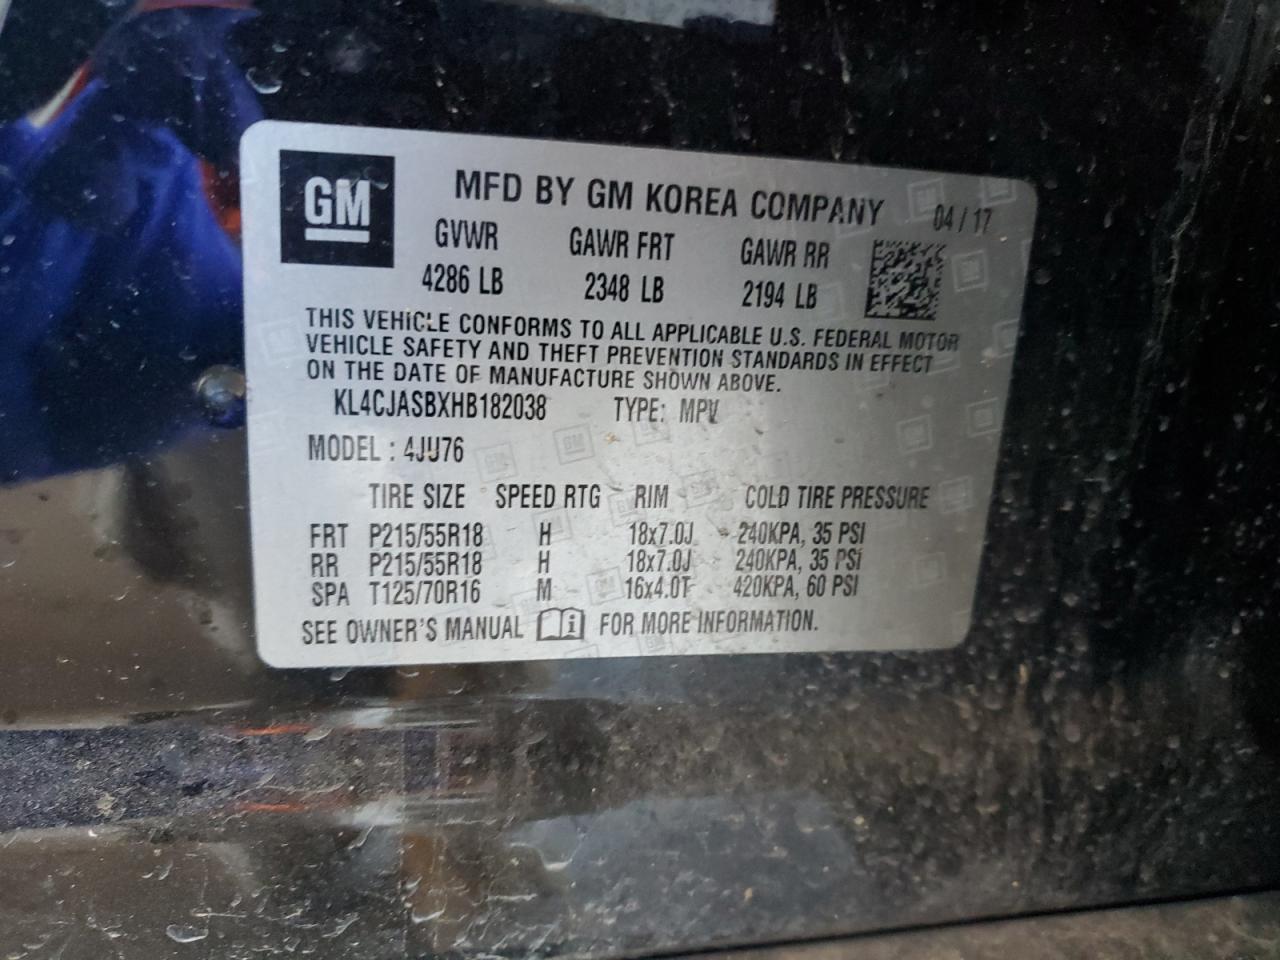 GM
MFD BY GM KOREA COMPANY 04/17
GVWR GAWR FRT GAWR RR
4286 LB 2348 LB 2194 LB
THIS VEHICLE CONFORMS TO ALL APPLICABLE U.S. FEDERAL MOTOR
VEHICLE SAFETY AND THEFT PREVENTION STANDARDS IN EFFECT
ON THE DATE OF MANUFACTURE SHOWN ABOVE.
KL4CJASBXHB182038 TYPE: MPV
MODEL : 4JU76
TIRE SIZE SPEED RTG RIM COLD TIRE PRESSURE
FRT P215/55R18 H 18x7.0J 240KPA, 35 PSI
RR P215/55R18 H 18x7.0J 240KPA, 35 PSI
SPA T125/70R16 M 16x4.0T 420KPA, 60 PSI
SEE OWNER'S MANUAL i FOR MORE INFORMATION.